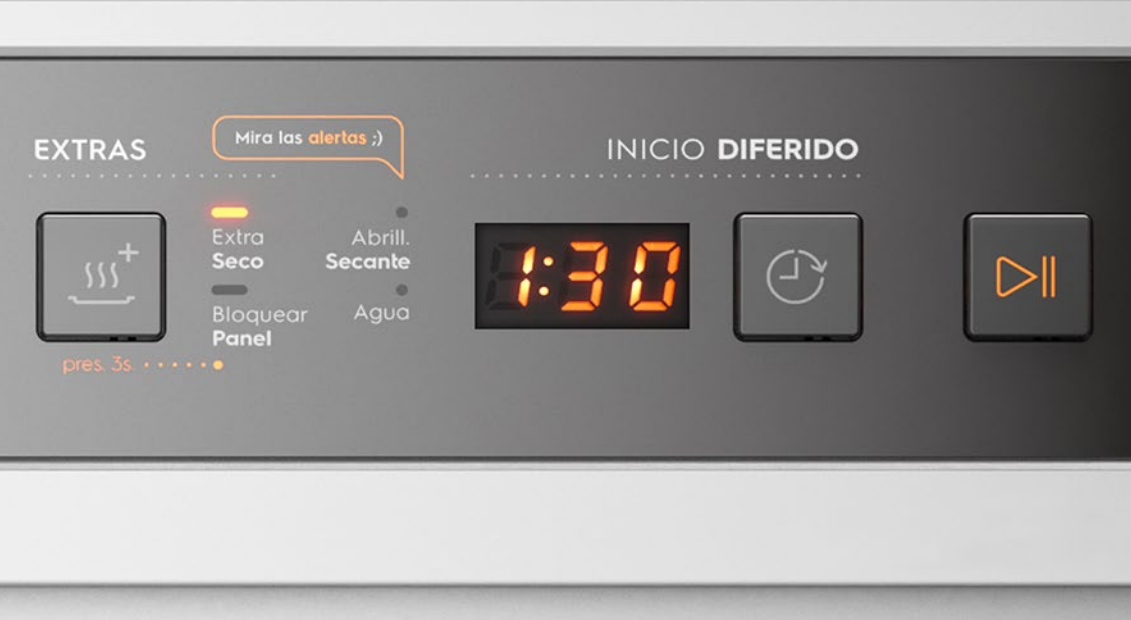 EXTRAS
Mira las alertas ;)
INICIO DIFERIDO
Extra
Seco
Abrill.
Secante
1:30
Bloquear
Panel
Agua
pres. 3s.